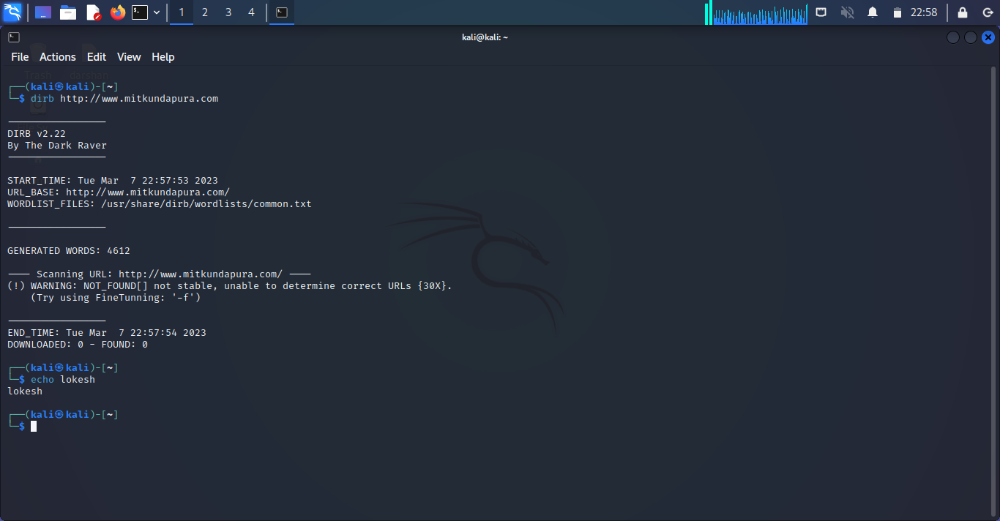 1 2 3 4
22:58
kali@kali: ~
File Actions Edit View Help
Trash darshan
┌──(kali㉿kali)-[~]
└─$ dirb http://www.mitkundapura.com
-----------------
DIRB v2.22
By The Dark Raver
-----------------
START_TIME: Tue Mar  7 22:57:53 2023
URL_BASE: http://www.mitkundapura.com/
WORDLIST_FILES: /usr/share/dirb/wordlists/common.txt
-----------------
GENERATED WORDS: 4612
---- Scanning URL: http://www.mitkundapura.com/ ----
(!) WARNING: NOT_FOUND[] not stable, unable to determine correct URLs {30X}.
    (Try using FineTunning: '-f')
-----------------
END_TIME: Tue Mar  7 22:57:54 2023
DOWNLOADED: 0 - FOUND: 0
┌──(kali㉿kali)-[~]
└─$ echo lokesh
lokesh
┌──(kali㉿kali)-[~]
└─$